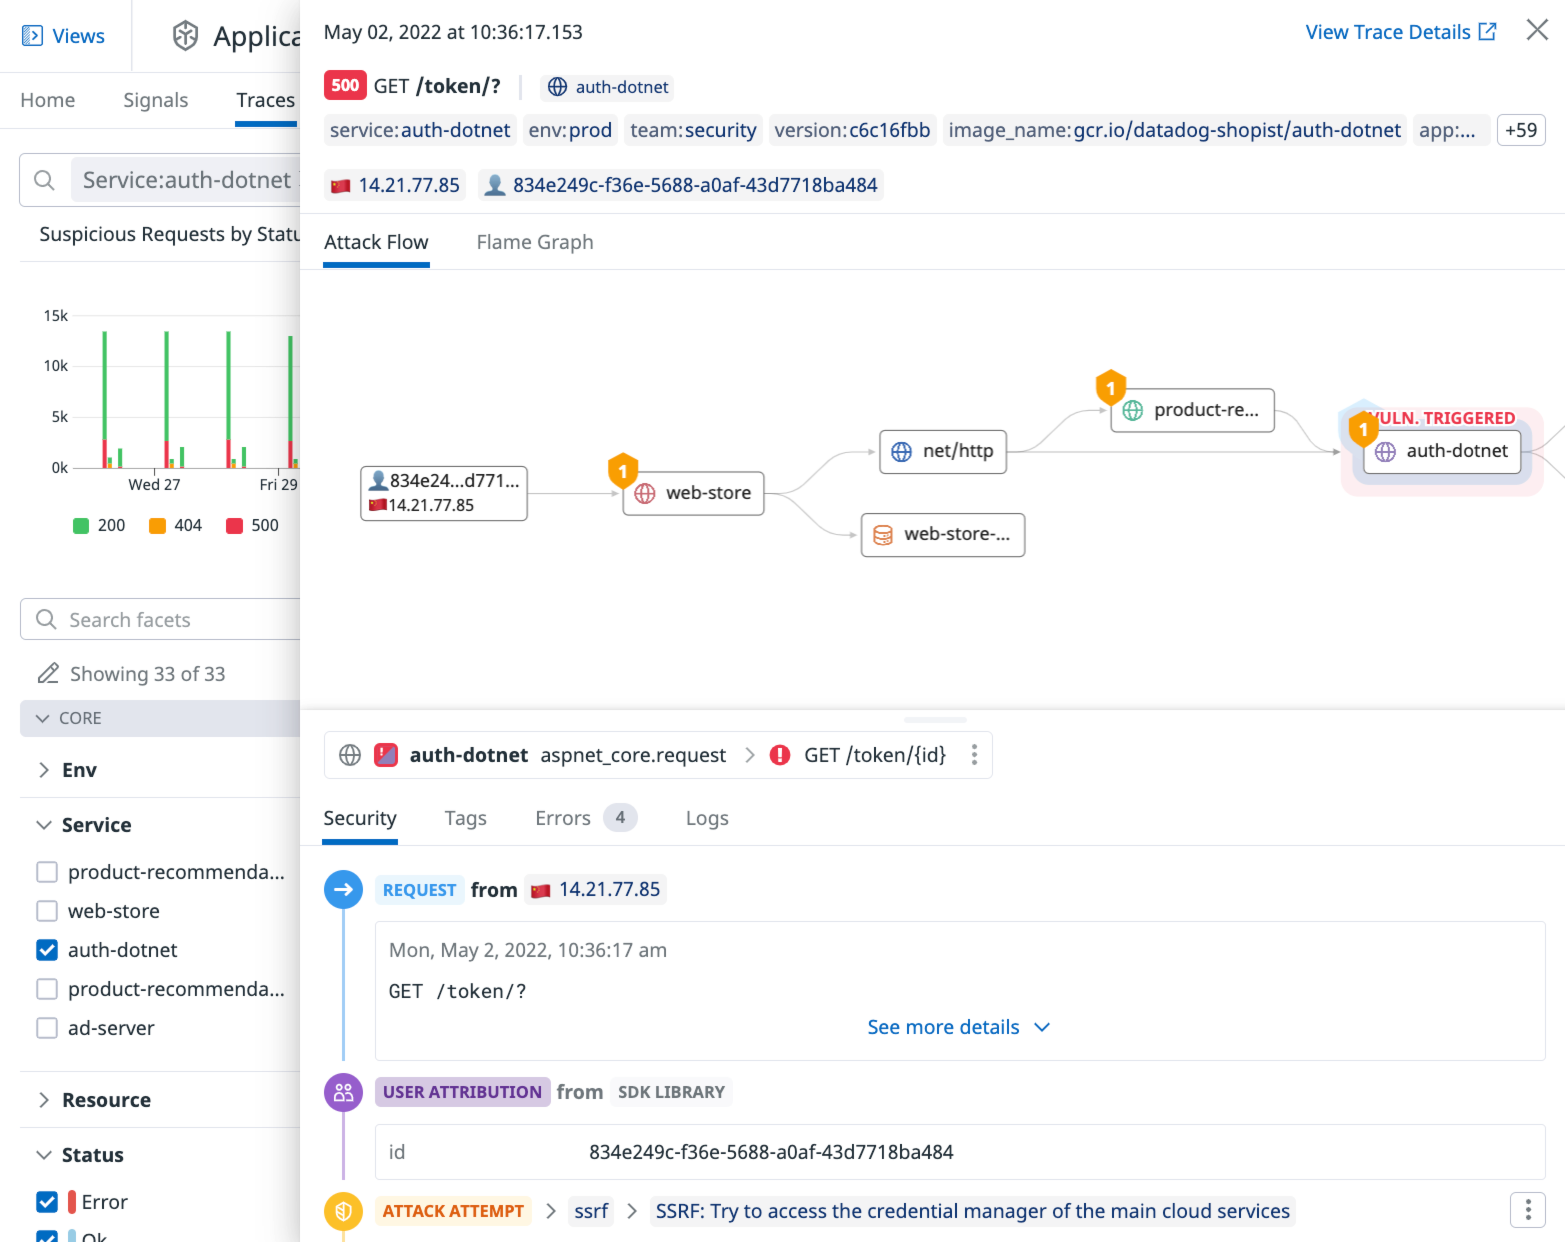 Views
Applica
Home Signals Traces
Service:auth-dotnet
Suspicious Requests by Statu
15k
10k
5k
0k
Wed 27 Fri 29
200 404 500
Search facets
Showing 33 of 33
CORE
Env
Service
product-recommenda...
web-store
auth-dotnet
product-recommenda...
ad-server
Resource
Status
Error
Ok
May 02, 2022 at 10:36:17.153
View Trace Details
500 GET /token/? auth-dotnet
service:auth-dotnet env:prod team:security version:c6c16fbb image_name:gcr.io/datadog-shopist/auth-dotnet app:... +59
14.21.77.85 834e249c-f36e-5688-a0af-43d7718ba484
Attack Flow Flame Graph
834e24...d771...
14.21.77.85
1
web-store
net/http
web-store-...
1
product-re...
VULN. TRIGGERED
1
auth-dotnet
auth-dotnet aspnet_core.request GET /token/{id}
Security Tags Errors 4 Logs
REQUEST from 14.21.77.85
Mon, May 2, 2022, 10:36:17 am
GET /token/?
See more details
USER ATTRIBUTION from SDK LIBRARY
id 834e249c-f36e-5688-a0af-43d7718ba484
ATTACK ATTEMPT ssrf SSRF: Try to access the credential manager of the main cloud services